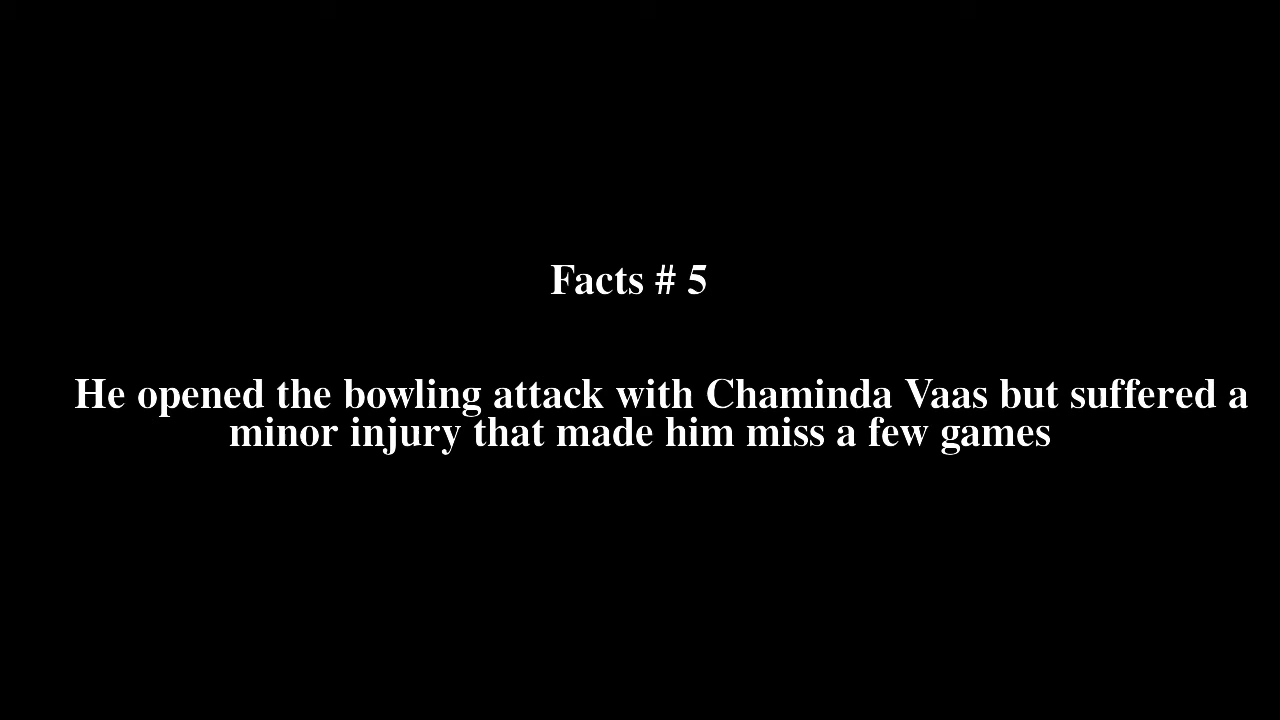 Facts # 5
He opened the bowling attack with Chaminda Vaas but suffered a
minor injury that made him miss a few games